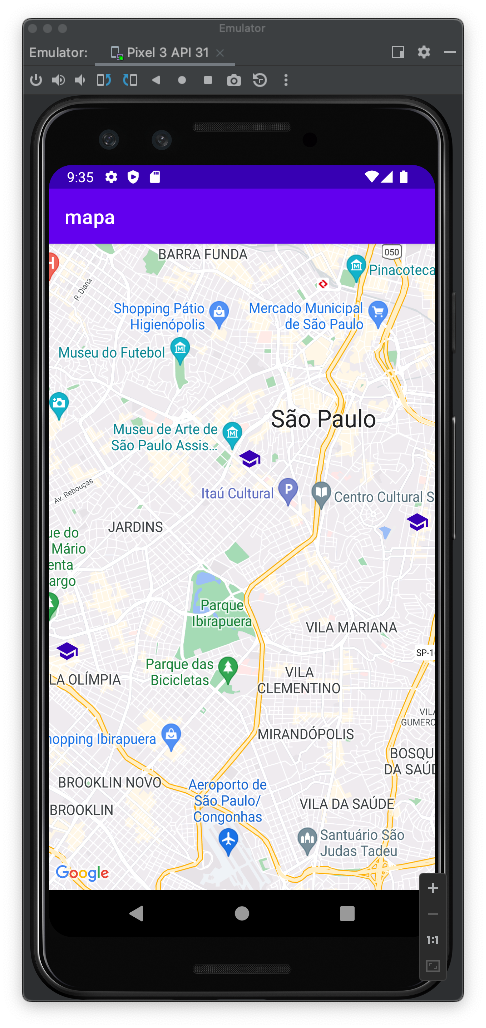 Emulator
Emulator:
Pixel 3 API 31
9:35
mapa
BARRA FUNDA
050
Pinacoteca
R. Dana
Shopping Pátio
Higienópolis
Mercado Municipal
de São Paulo
Museu do Futebol
São Paulo
Museu de Arte de
São Paulo Assis...
Av. Rebouças
Itaú Cultural
P
Centro Cultural S
JARDINS
ue do
Mário
enta
argo
Parque
Ibirapuera
VILA MARIANA
SP-1
LA OLÍMPIA
Parque das
Bicicletas
VILA
CLEMENTINO
VILA
GUMERC
hopping Ibirapuera
MIRANDÓPOLIS
BOSQU
DA SAÚD
BROOKLIN NOVO
Aeroporto de
São Paulo/
Congonhas
BROOKLIN
VILA DA SAÚDE
Santuário São
Judas Tadeu
Google
1:1